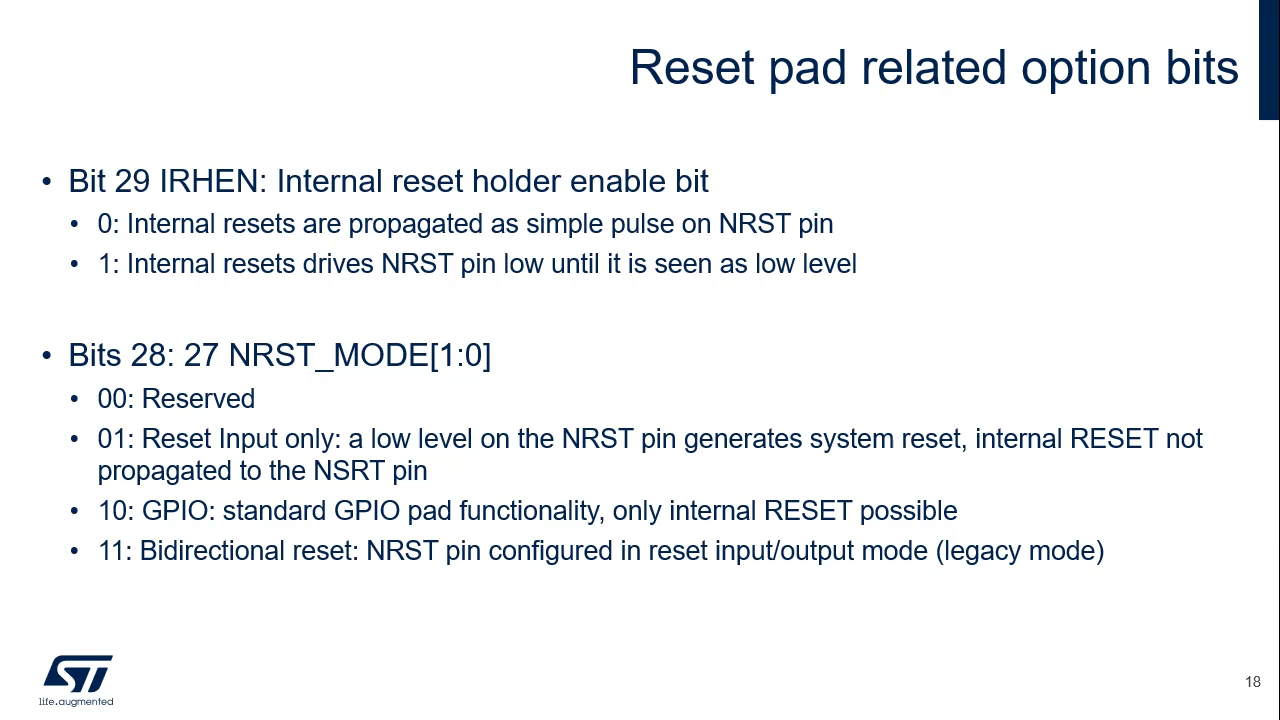 Reset pad related option bits
• Bit 29 IRHEN: Internal reset holder enable bit
• 0: Internal resets are propagated as simple pulse on NRST pin
• 1: Internal resets drives NRST pin low until it is seen as low level
• Bits 28: 27 NRST_MODE[1:0]
• 00: Reserved
• 01: Reset Input only: a low level on the NRST pin generates system reset, internal RESET not
propagated to the NSRT pin
• 10: GPIO: standard GPIO pad functionality, only internal RESET possible
• 11: Bidirectional reset: NRST pin configured in reset input/output mode (legacy mode)
ST
life.augmented
18